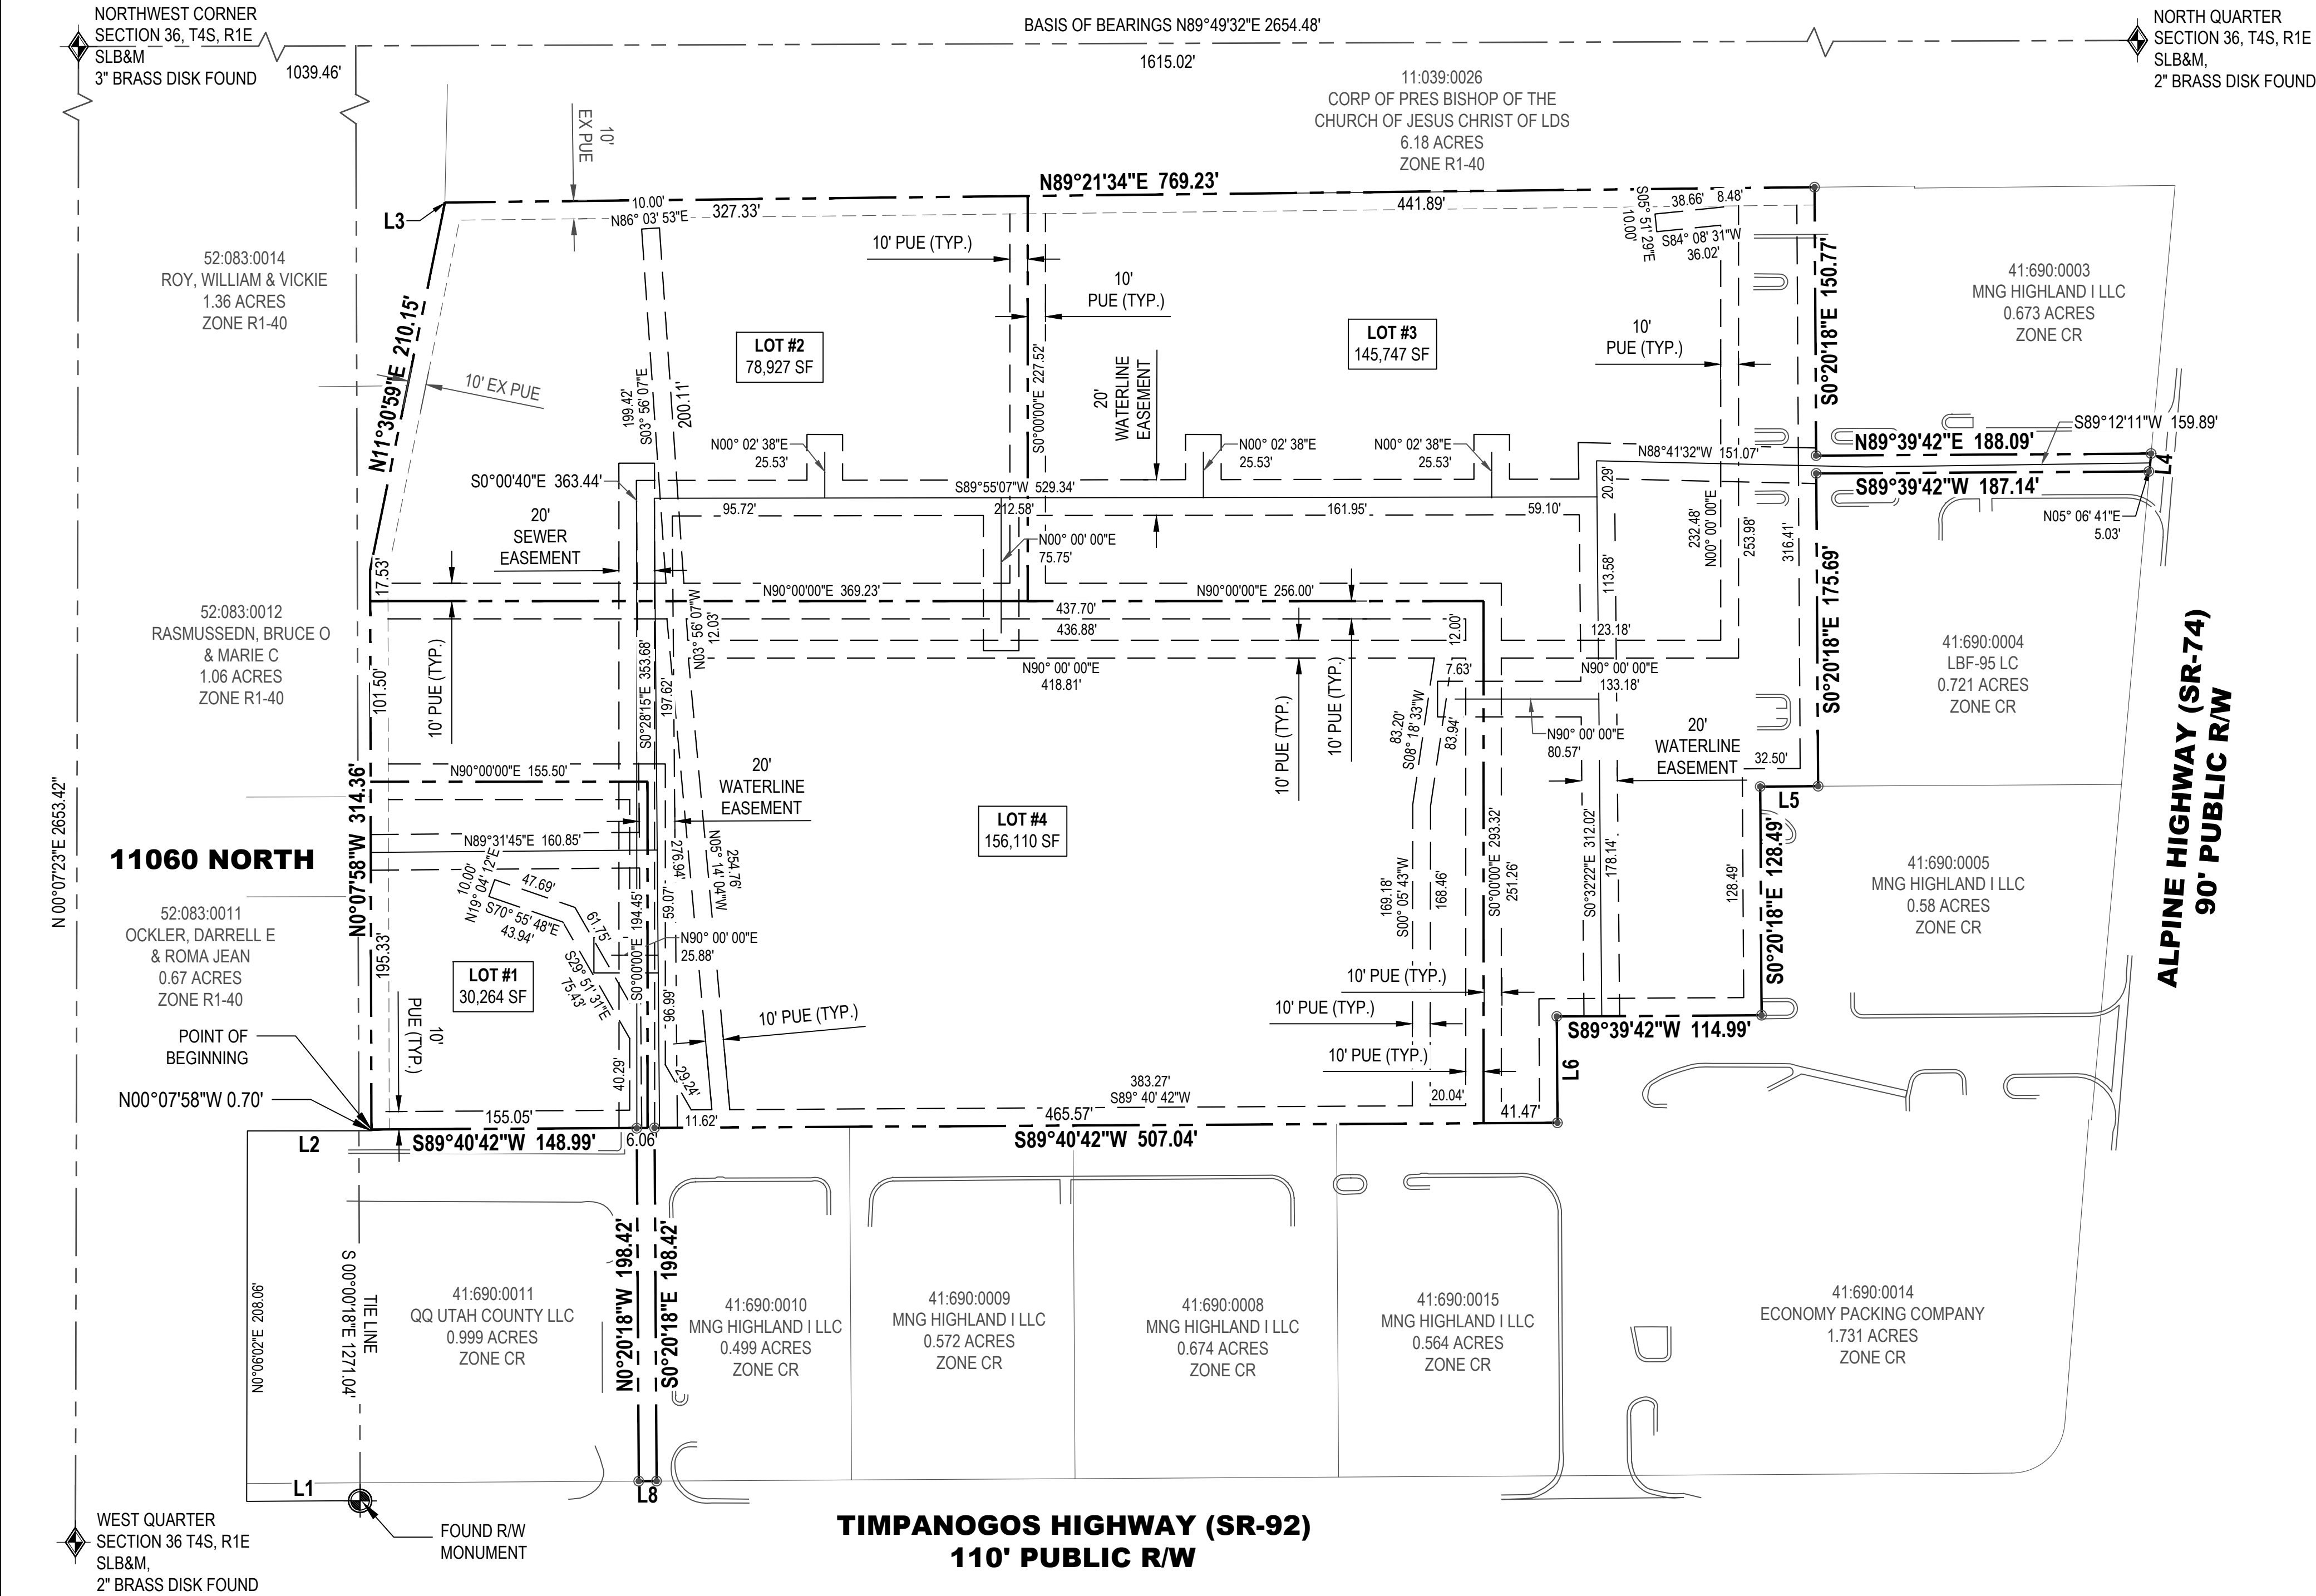 NORTHWEST CORNER
SECTION 36, T4S, R1E
SLB&M
3" BRASS DISK FOUND
1039.46'
BASIS OF BEARINGS N89°49'32"E 2654.48'
1615.02'
NORTH QUARTER
SECTION 36, T4S, R1E
SLB&M,
2" BRASS DISK FOUND
11:039:0026
CORP OF PRES BISHOP OF THE
CHURCH OF JESUS CHRIST OF LDS
6.18 ACRES
ZONE R1-40
10'
EX PUE
N89°21'34"E 769.23'
L3
10.00'
N86° 03' 53"E
327.33'
441.89'
S05° 51' 29"E
10.00'
38.66'
8.48'
S84° 08' 31"W
36.02'
52:083:0014
ROY, WILLIAM & VICKIE
1.36 ACRES
ZONE R1-40
10' PUE (TYP.)
10'
PUE (TYP.)
S0°20'18"E 150.77'
41:690:0003
MNG HIGHLAND I LLC
0.673 ACRES
ZONE CR
N11°30'59"E 210.15'
10' EX PUE
LOT #2
78,927 SF
LOT #3
145,747 SF
10'
PUE (TYP.)
S0°00'00"E 227.52'
199.42'
S03° 56' 07"E
200.11'
20'
WATERLINE
EASEMENT
N00° 02' 38"E
25.53'
N00° 02' 38"E
25.53'
N00° 02' 38"E
25.53'
S89°12'11"W 159.89'
N89°39'42"E 188.09'
L4
N88°41'32"W 151.07'
S89°39'42"W 187.14'
N05° 06' 41"E
5.03'
S0°00'40"E 363.44'
20'
SEWER
EASEMENT
S89°55'07"W 529.34'
95.72'
212.58'
161.95'
59.10'
20.29'
N00° 00' 00"E
75.75'
232.48'
N00° 00' 00"E
253.98'
316.41'
113.58'
17.53'
N90°00'00"E 369.23'
N90°00'00"E 256.00'
437.70'
436.88'
N90° 00' 00"E
418.81'
N03° 56' 07"W
12.03'
12.00'
7.63'
123.18'
N90° 00' 00"E
133.18'
S0°20'18"E 175.69'
52:083:0012
RASMUSSEDN, BRUCE O
& MARIE C
1.06 ACRES
ZONE R1-40
41:690:0004
LBF-95 LC
0.721 ACRES
ZONE CR
101.50'
10' PUE (TYP.)
S0°28'15"E 353.68'
197.62'
10' PUE (TYP.)
10' PUE (TYP.)
83.20'
S08° 18' 33"W
83.94'
N90° 00' 00"E
80.57'
20'
WATERLINE
EASEMENT
32.50'
L5
ALPINE HIGHWAY (SR-74)
90' PUBLIC R/W
N 00°07'23"E 2653.42'
N0°07'58"W 314.36'
N90°00'00"E 155.50'
20'
WATERLINE
EASEMENT
LOT #4
156,110 SF
11060 NORTH
N89°31'45"E 160.85'
276.94'
N05° 14' 04"W
254.76'
S0°00'00"E 293.32'
251.26'
S0°32'22"E 312.02'
178.14'
128.49'
S0°20'18"E 128.49'
41:690:0005
MNG HIGHLAND I LLC
0.58 ACRES
ZONE CR
10.00'
N19° 04' 12"E
47.69'
S70° 55' 48"E
43.94'
61.75'
S0°00'00"E 194.45'
59.07'
N90° 00' 00"E
25.88'
169.18'
S00° 05' 43"W
168.46'
52:083:0011
OCKLER, DARRELL E
& ROMA JEAN
0.67 ACRES
ZONE R1-40
195.33'
LOT #1
30,264 SF
S29° 51' 31"E
75.43'
96.99'
10' PUE (TYP.)
10' PUE (TYP.)
10' PUE (TYP.)
10' PUE (TYP.)
10'
PUE (TYP.)
POINT OF
BEGINNING
N00°07'58"W 0.70'
40.29'
29.24'
11.62'
383.27'
S89° 40' 42"W
20.04'
S89°39'42"W 114.99'
L6
155.05'
465.57'
41.47'
L2
S89°40'42"W 148.99'
6.06'
S89°40'42"W 507.04'
N0°06'02"E 208.06'
S 00°00'18"E 1271.04'
TIE LINE
41:690:0011
QQ UTAH COUNTY LLC
0.999 ACRES
ZONE CR
N0°20'18"W 198.42'
S0°20'18"E 198.42'
41:690:0010
MNG HIGHLAND I LLC
0.499 ACRES
ZONE CR
41:690:0009
MNG HIGHLAND I LLC
0.572 ACRES
ZONE CR
41:690:0008
MNG HIGHLAND I LLC
0.674 ACRES
ZONE CR
41:690:0015
MNG HIGHLAND I LLC
0.564 ACRES
ZONE CR
41:690:0014
ECONOMY PACKING COMPANY
1.731 ACRES
ZONE CR
L1
L8
WEST QUARTER
SECTION 36 T4S, R1E
SLB&M,
2" BRASS DISK FOUND
FOUND R/W
MONUMENT
TIMPANOGOS HIGHWAY (SR-92)
110' PUBLIC R/W